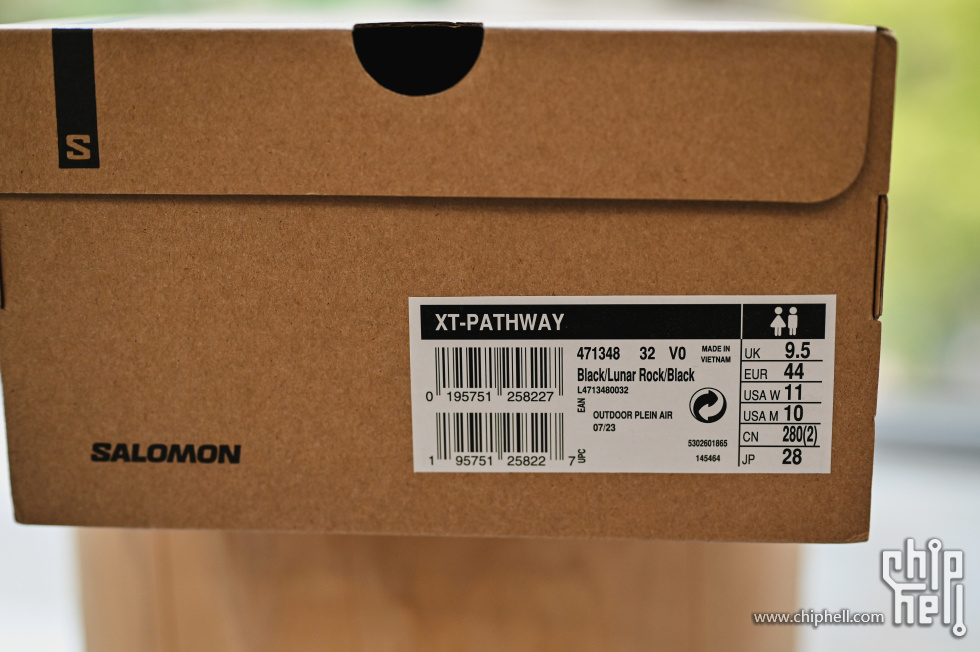 S
SALOMON
XT-PATHWAY
0 195751 258227
EAN
1 95751 25822 7
UPC
471348 32 V0
MADE IN
VIETNAM
Black/Lunar Rock/Black
L4713480032
OUTDOOR PLEIN AIR
07/23
5302601865
145464
UK 9.5
EUR 44
USA W 11
USA M 10
CN 280(2)
JP 28
www.chiphell.com
chip
hell